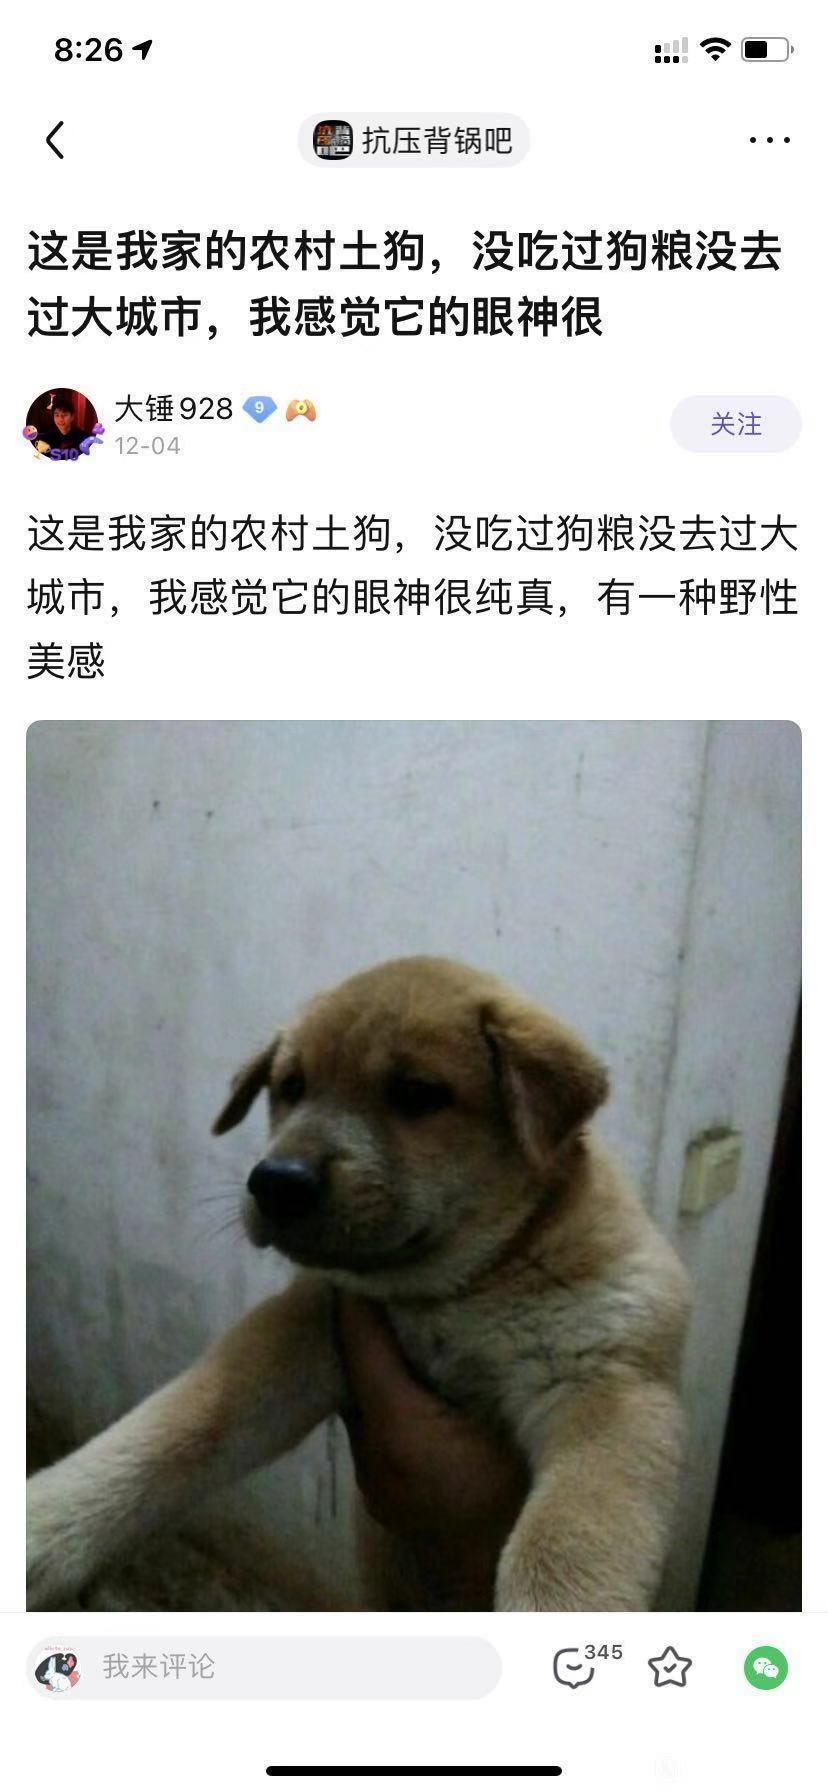 8:26
抗压背锅吧
这是我家的农村土狗，没吃过狗粮没去
过大城市，我感觉它的眼神很
大锤928 9
12-04
关注
S10
这是我家的农村土狗，没吃过狗粮没去过大
城市，我感觉它的眼神很纯真，有一种野性
美感
我来评论
345